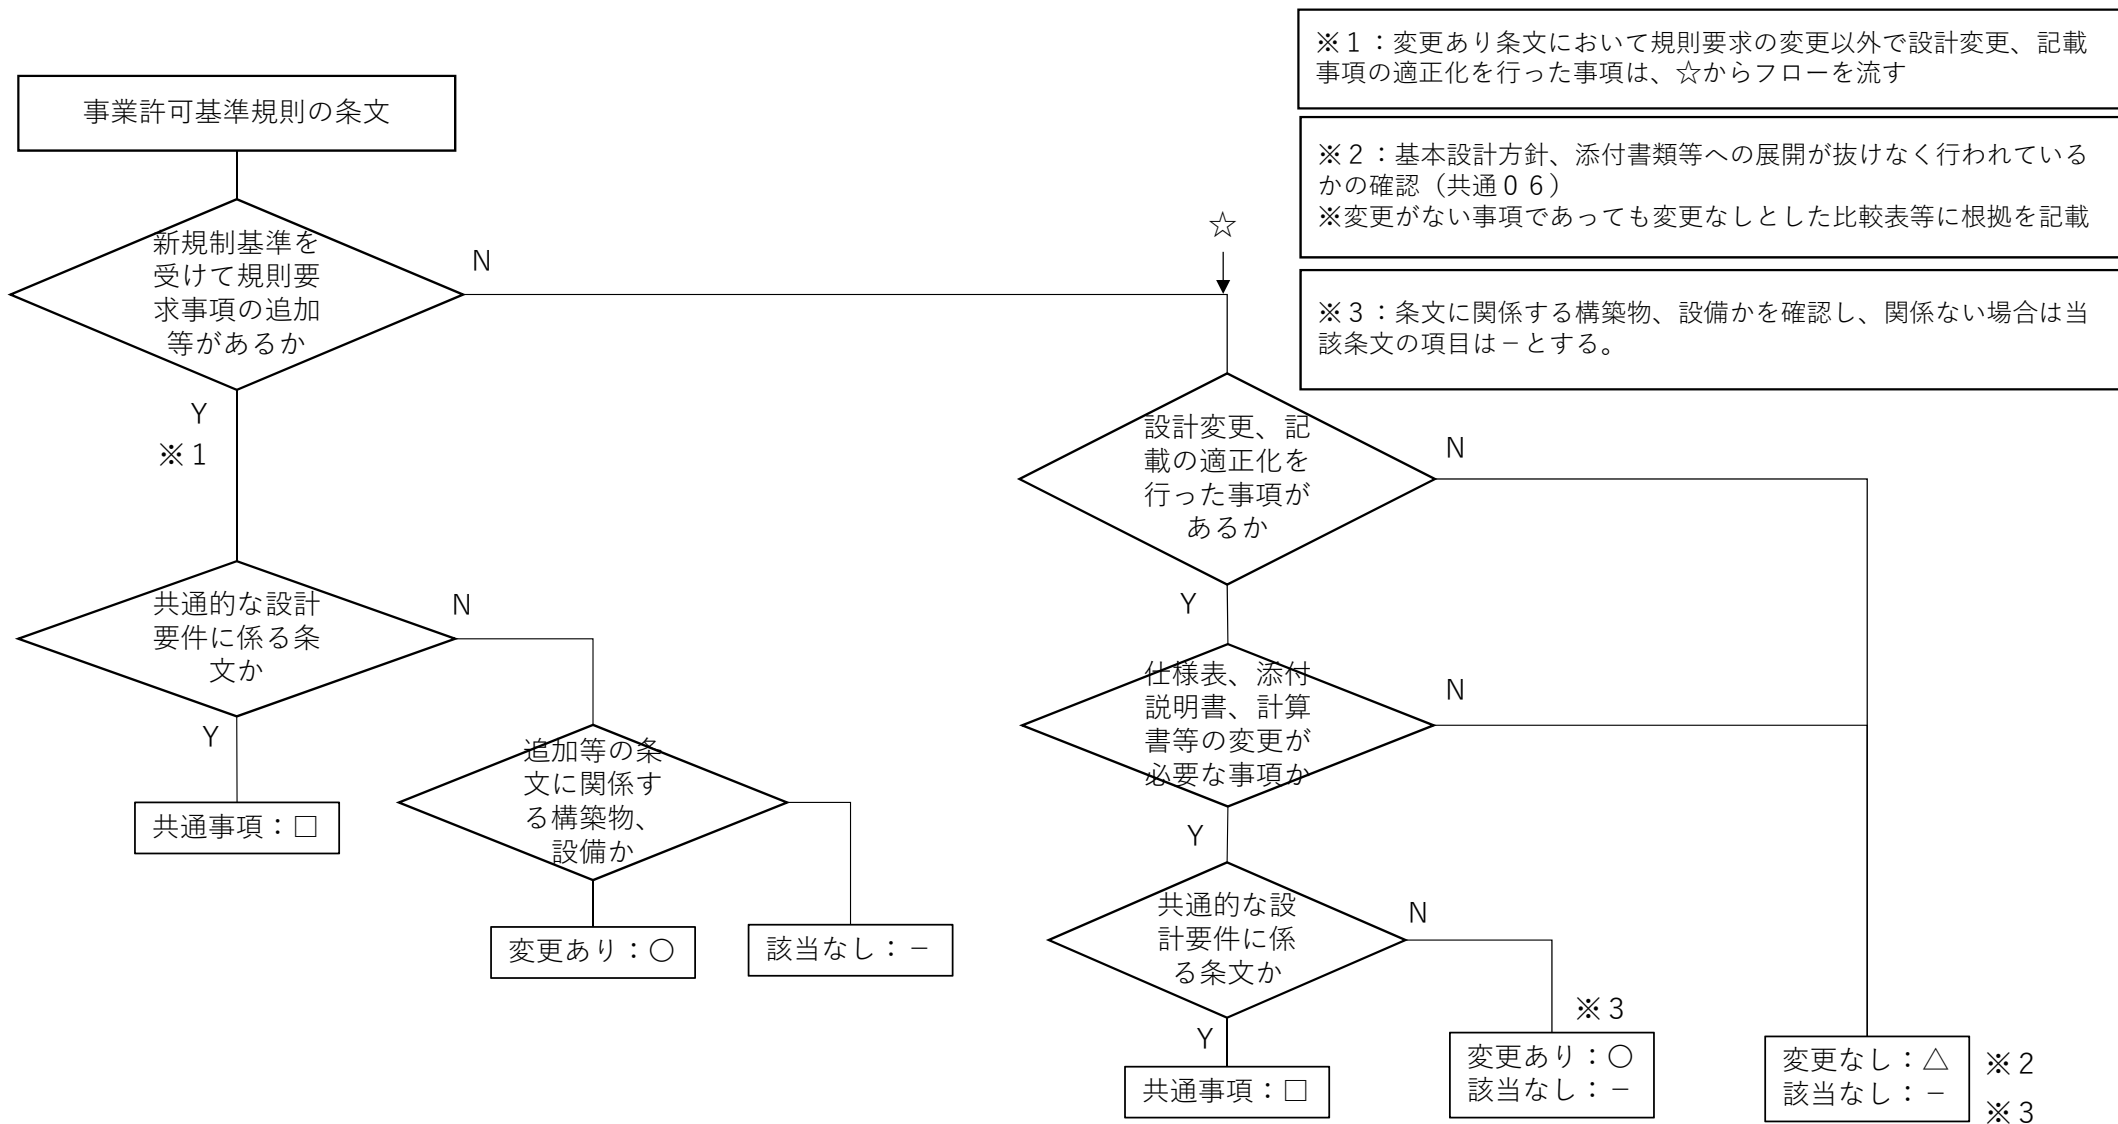 ※１：変更あり条文において規則要求の変更以外で設計変更、記載
事項の適正化を行った事項は、☆からフローを流す
※２：基本設計方針、添付書類等への展開が抜けなく行われている
かの確認（共通０６）
※変更がない事項であっても変更なしとした比較表等に根拠を記載
※３：条文に関係する構築物、設備かを確認し、関係ない場合は当
該条文の項目は－とする。
事業許可基準規則の条文
新規制基準を
受けて規則要
求事項の追加
等があるか
N
☆
Y
※１
設計変更、記
載の適正化を
行った事項が
あるか
N
Y
共通的な設計
要件に係る条
文か
N
Y
仕様表、添付
説明書、計算
書等の変更が
必要な事項か
N
Y
追加等の条
文に関係す
る構築物、
設備か
共通事項：□
変更あり：〇
該当なし：－
共通的な設
計要件に係
る条文か
N
Y
※３
共通事項：□
変更あり：〇
該当なし：－
変更なし：△
該当なし：－
※２
※３